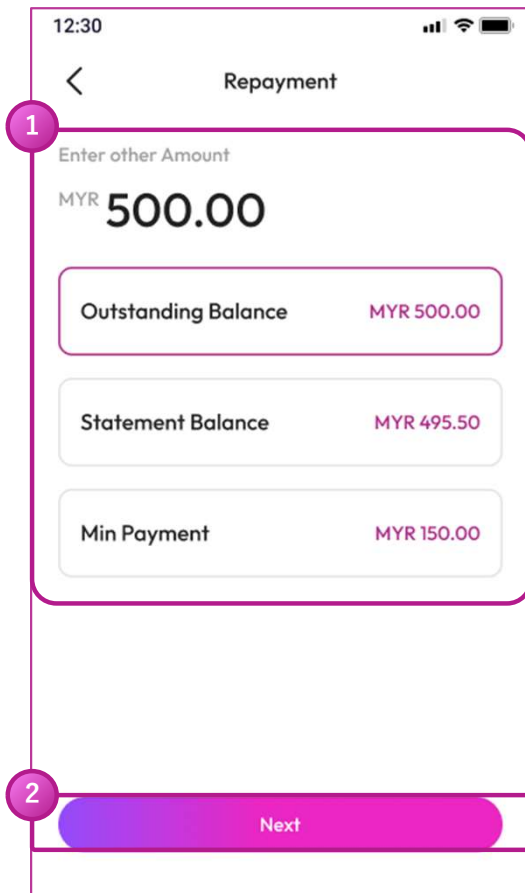 12:30
Repayment
1
Enter other Amount
MYR 500.00
Outstanding Balance MYR 500.00
Statement Balance MYR 495.50
Min Payment MYR 150.00
2
Next